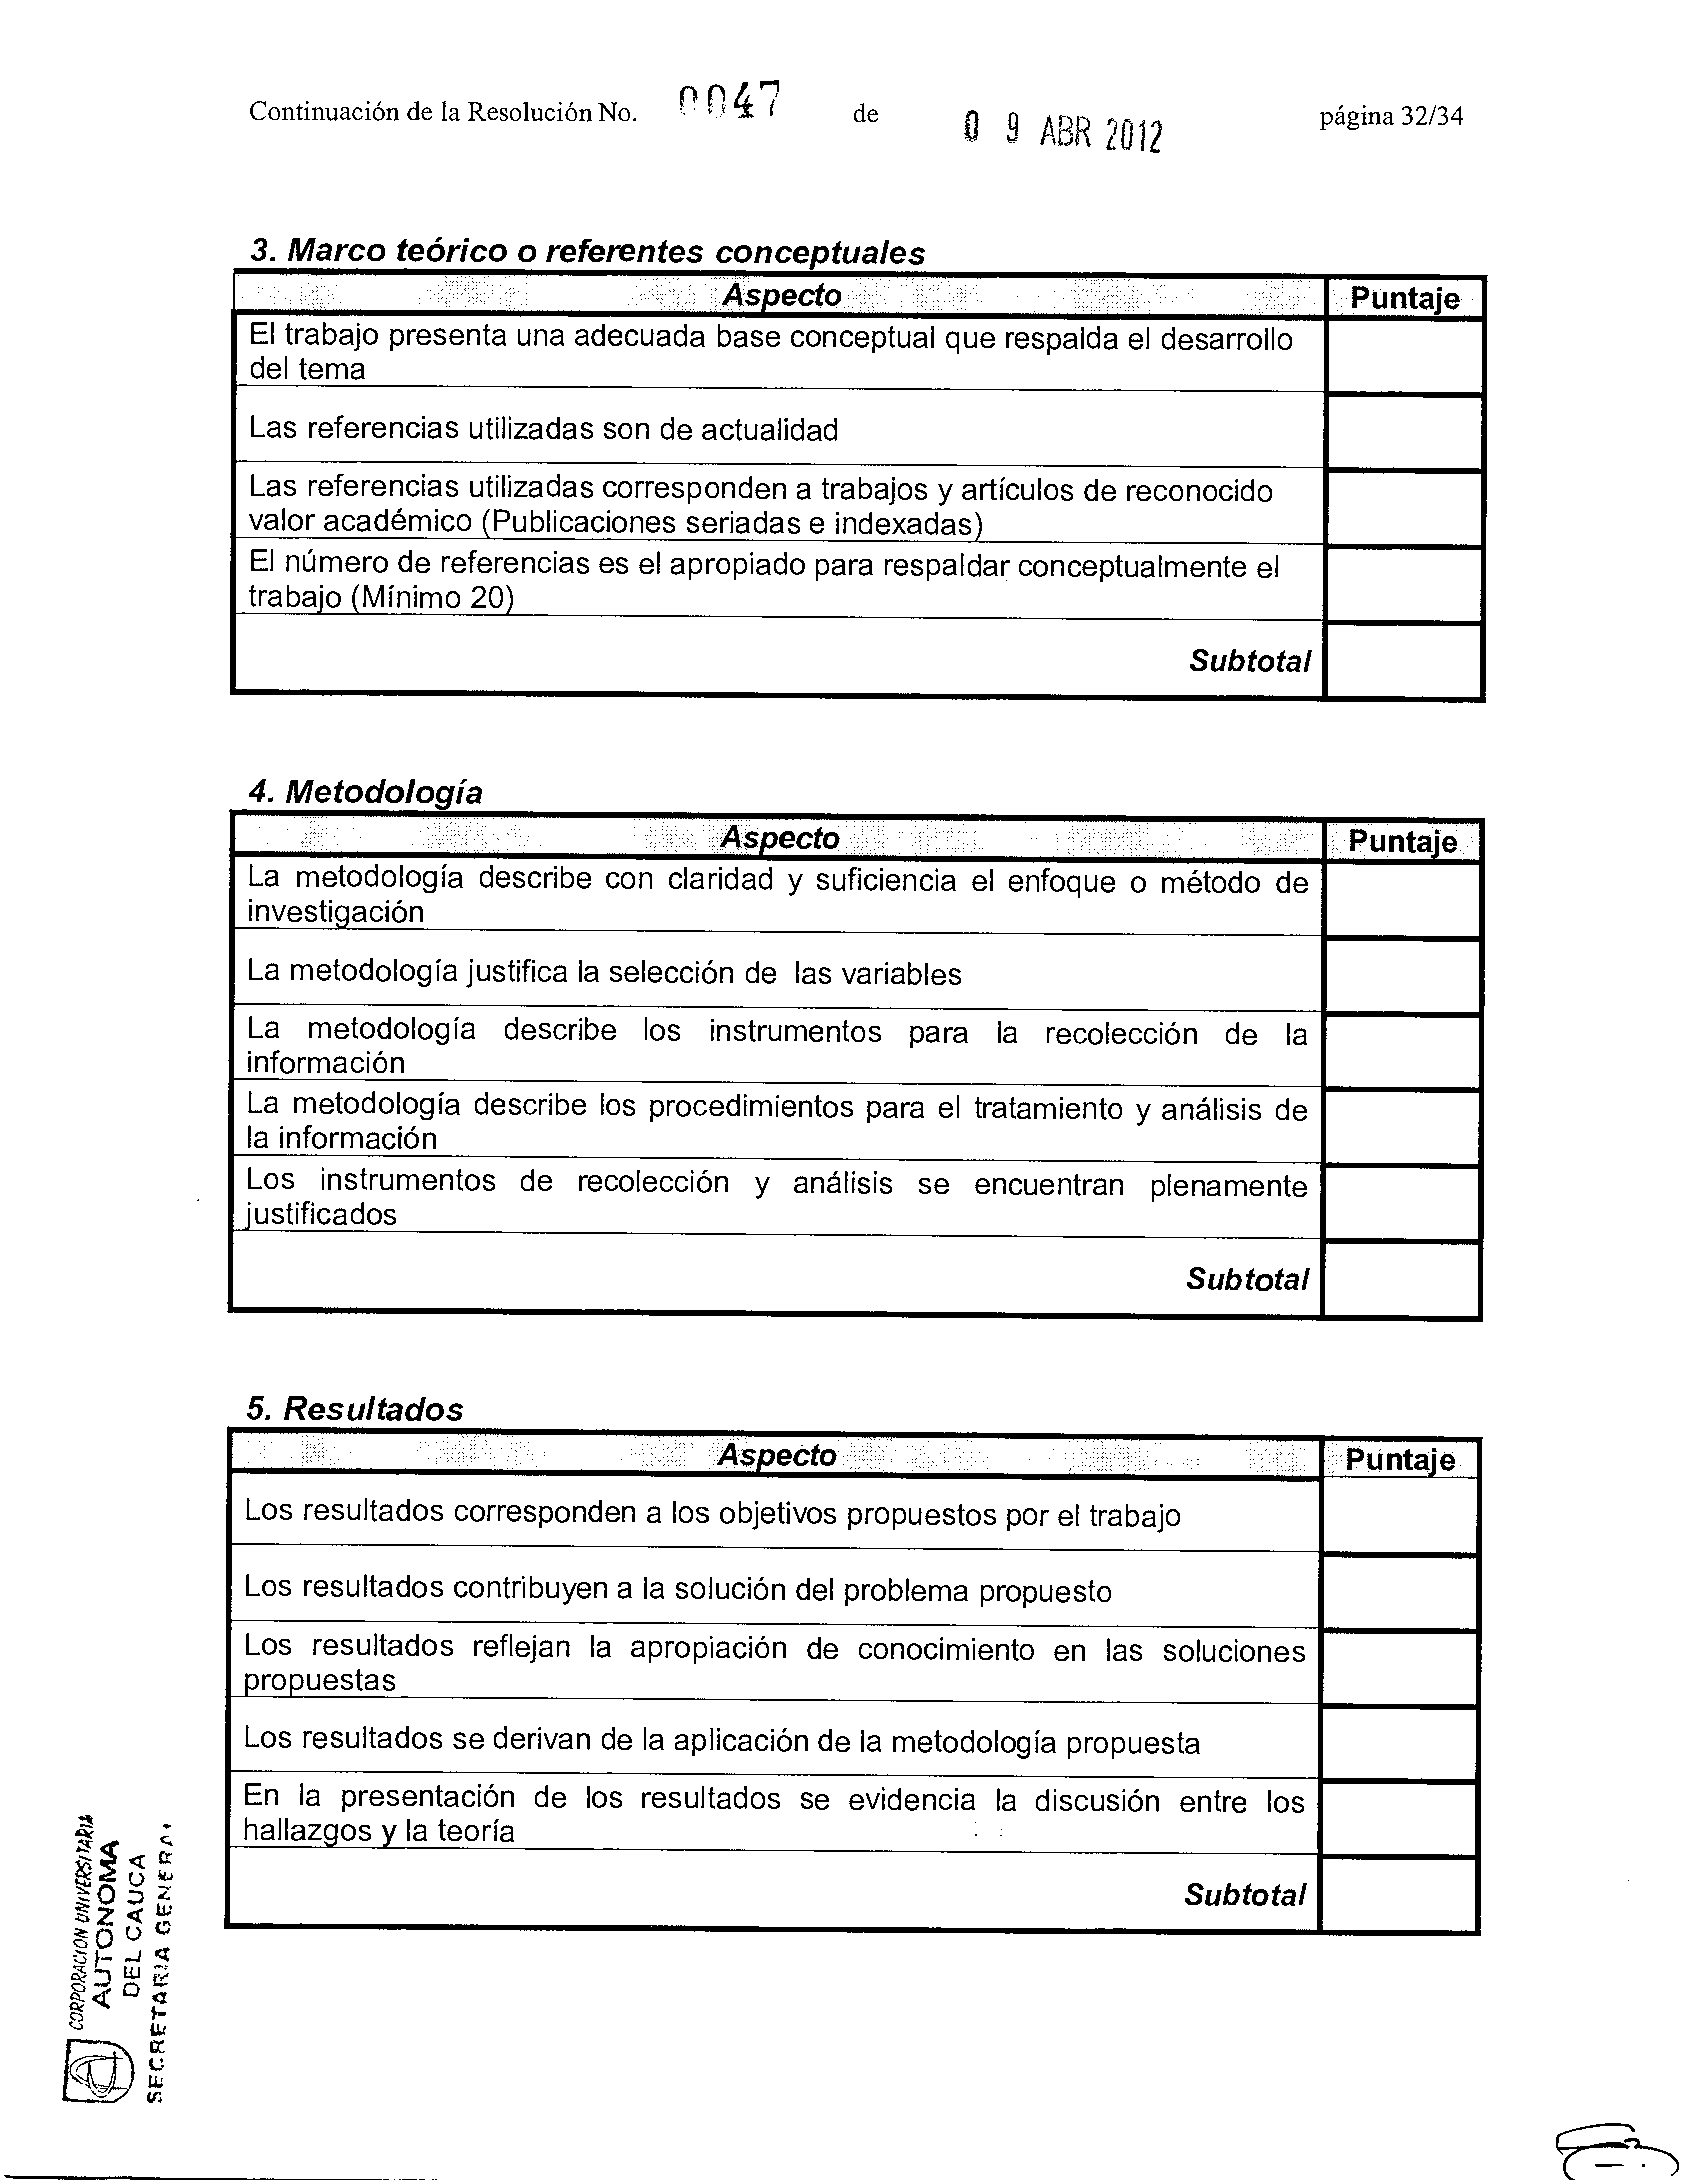 Continuación de la Resolución No. 0047 de 0 9 ABR 2012 página 32/34
3. Marco teórico o referentes conceptuales
Aspecto Puntaje
El trabajo presenta una adecuada base conceptual que respalda el desarrollo
del tema
Las referencias utilizadas son de actualidad
Las referencias utilizadas corresponden a trabajos y artículos de reconocido
valor académico (Publicaciones seriadas e indexadas)
El número de referencias es el apropiado para respaldar conceptualmente el
trabajo (Mínimo 20)
Subtotal
4. Metodología
Aspecto Puntaje
La metodología describe con claridad y suficiencia el enfoque o método de
investigación
La metodología justifica la selección de las variables
La metodología describe los instrumentos para la recolección de la
información
La metodología describe los procedimientos para el tratamiento y análisis de
la información
Los instrumentos de recolección y análisis se encuentran plenamente
justificados
Subtotal
5. Resultados
Aspecto Puntaje
Los resultados corresponden a los objetivos propuestos por el trabajo
Los resultados contribuyen a la solución del problema propuesto
Los resultados reflejan la apropiación de conocimiento en las soluciones
propuestas
Los resultados se derivan de la aplicación de la metodología propuesta
En la presentación de los resultados se evidencia la discusión entre los
hallazgos y la teoría
Subtotal
CORPORACION UNIVERSITARIA
AUTONOMA
DEL CAUCA
SECRETARIA GENERAL